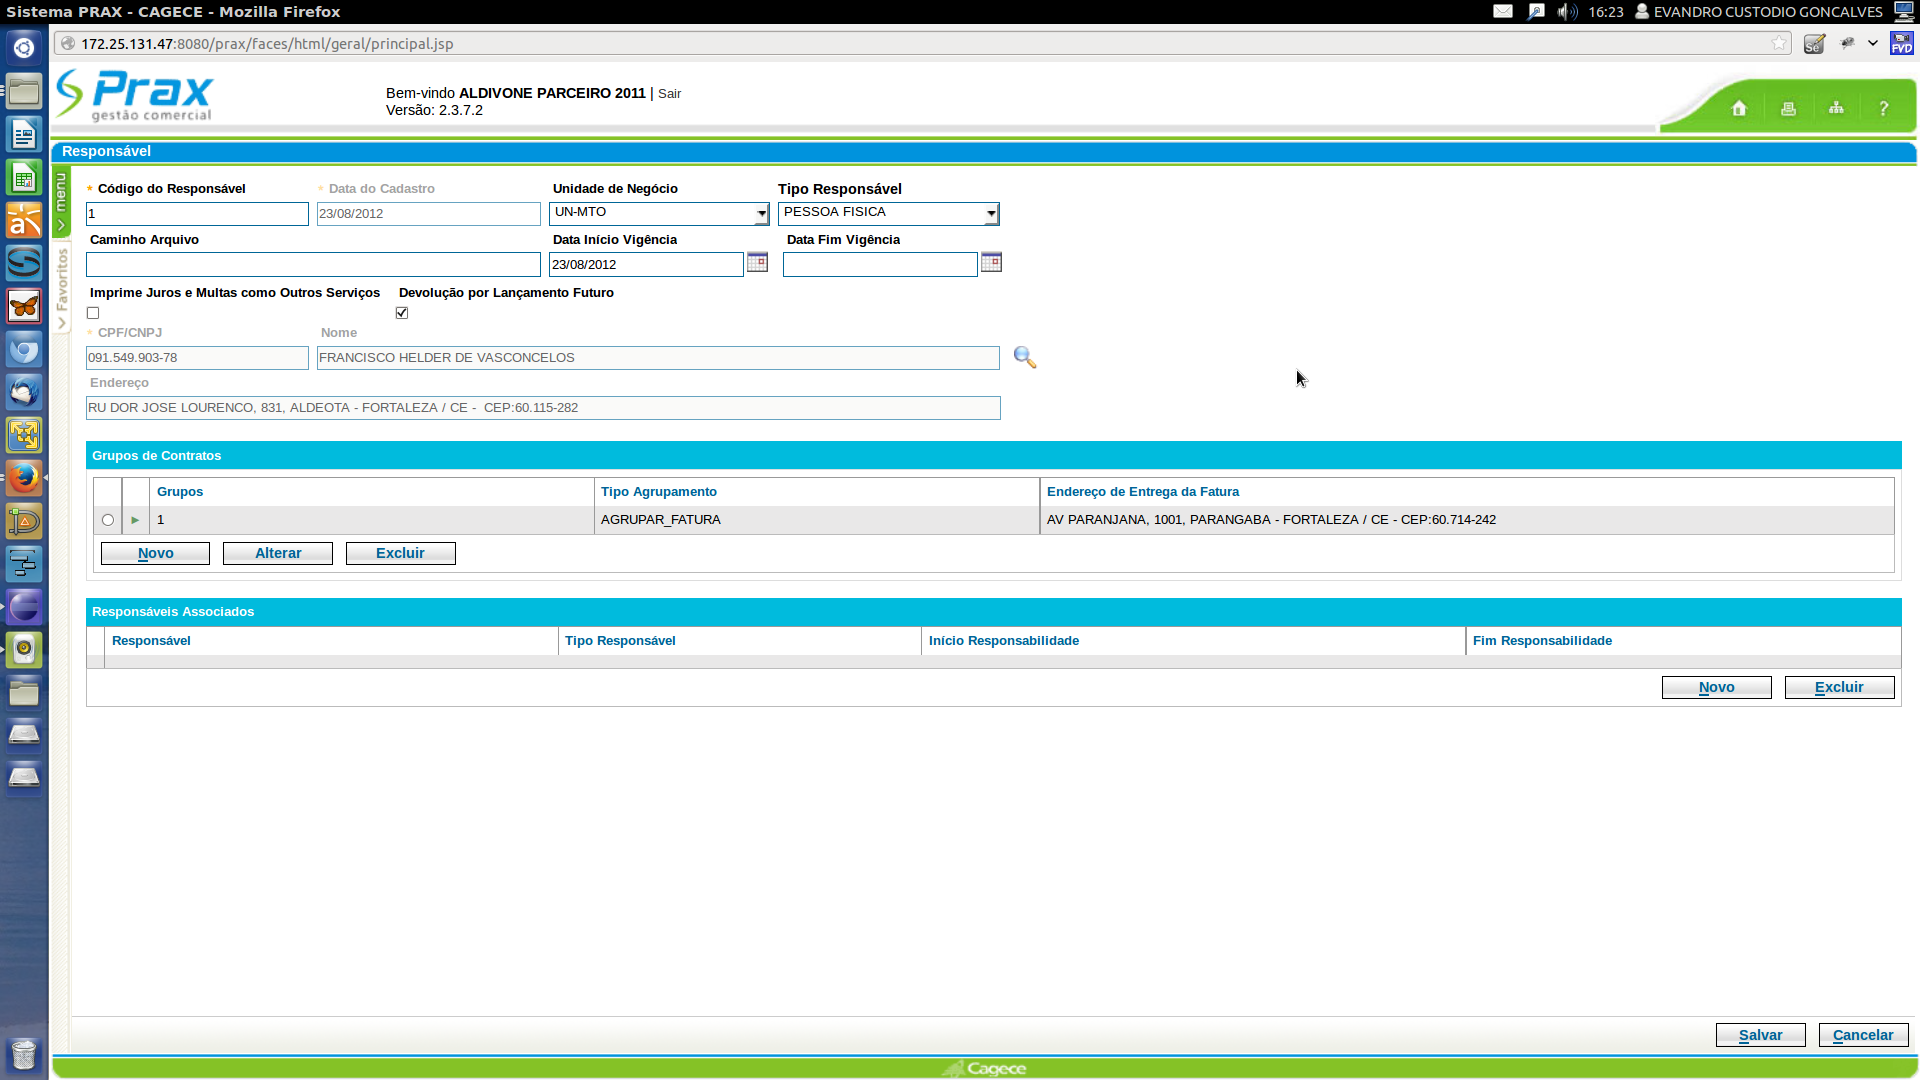 Sistema PRAX - CAGECE - Mozilla Firefox
16:23 EVANDRO CUSTODIO GONCALVES
172.25.131.47:8080/prax/faces/html/geral/principal.jsp
Se
FVD
Prax
gestão comercial
Bem-vindo ALDIVONE PARCEIRO 2011 | Sair
Versão: 2.3.7.2
?
Responsável
menu
Favoritos
* Código do Responsável * Data do Cadastro Unidade de Negócio Tipo Responsável
1 23/08/2012 UN-MTO PESSOA FISICA
Caminho Arquivo Data Início Vigência Data Fim Vigência
23/08/2012
Imprime Juros e Multas como Outros Serviços Devolução por Lançamento Futuro
* CPF/CNPJ Nome
091.549.903-78 FRANCISCO HELDER DE VASCONCELOS
Endereço
RU DOR JOSE LOURENCO, 831, ALDEOTA - FORTALEZA / CE - CEP:60.115-282
Grupos de Contratos
Grupos Tipo Agrupamento Endereço de Entrega da Fatura
1 AGRUPAR_FATURA AV PARANJANA, 1001, PARANGABA - FORTALEZA / CE - CEP:60.714-242
Novo Alterar Excluir
Responsáveis Associados
Responsável Tipo Responsável Início Responsabilidade Fim Responsabilidade
Novo Excluir
Salvar Cancelar
Cagece